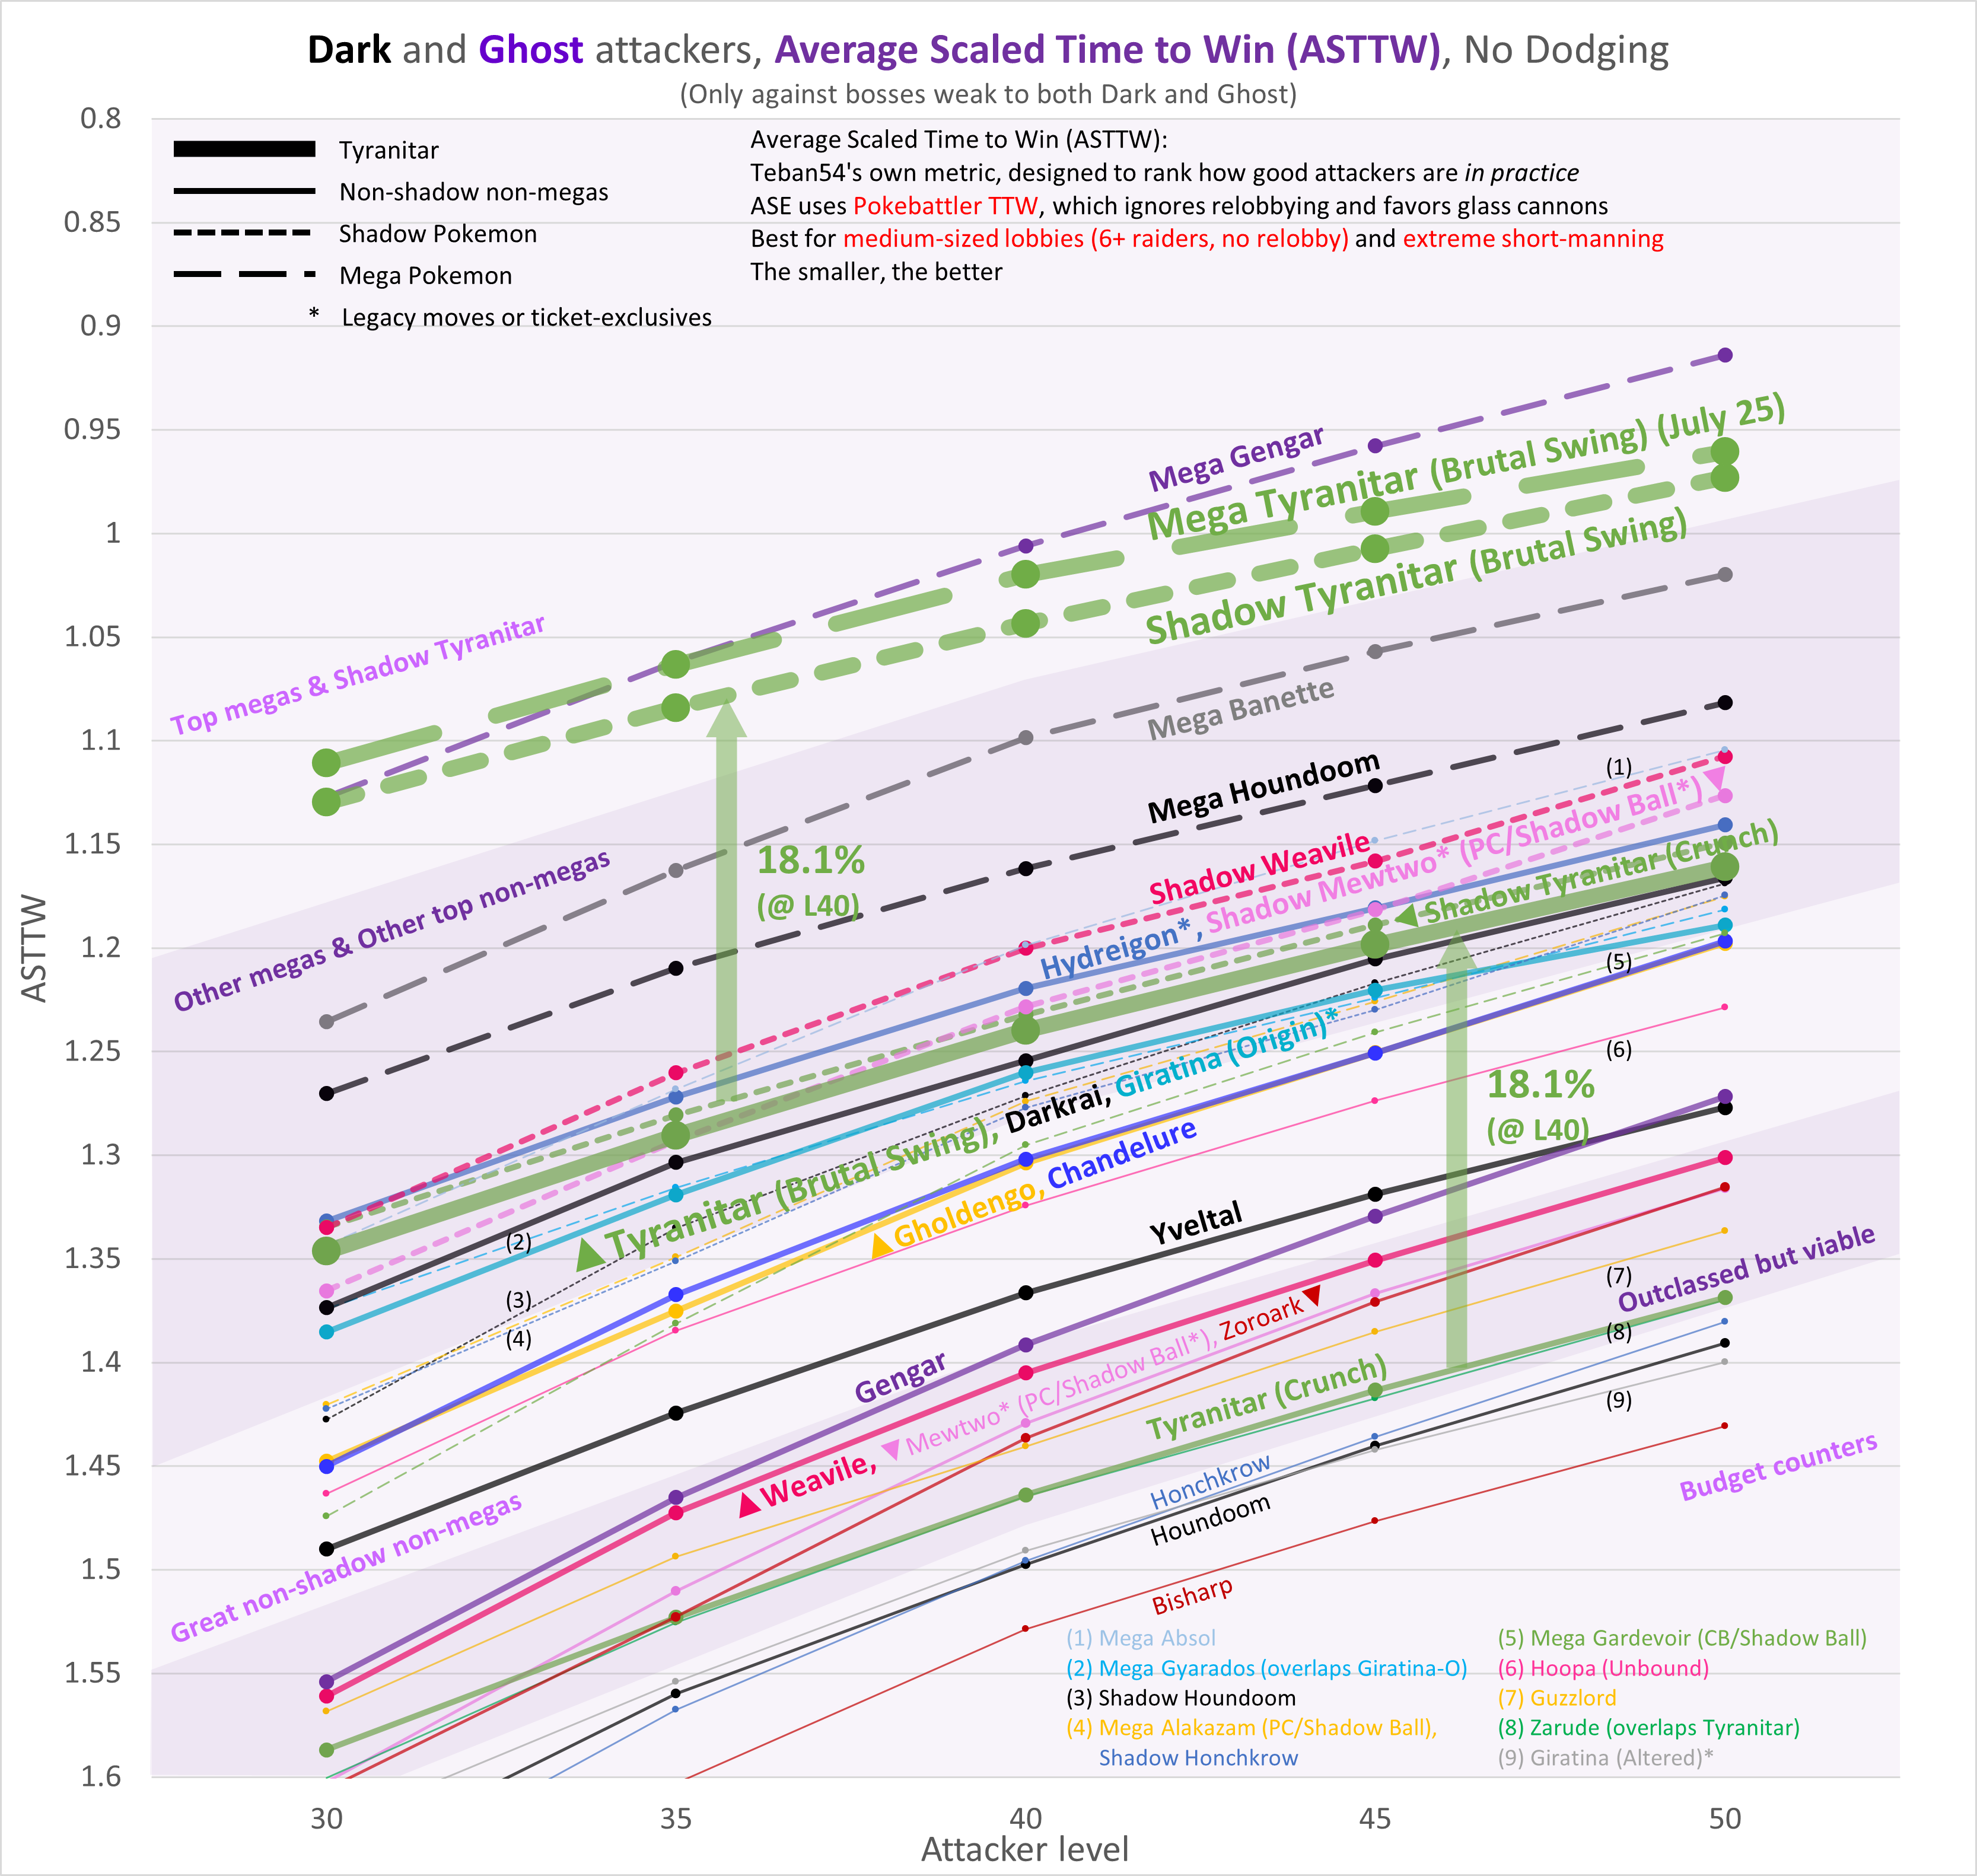 Dark and Ghost attackers, Average Scaled Time to Win (ASTTW), No Dodging
(Only against bosses weak to both Dark and Ghost)
Tyranitar
Non-shadow non-megas
Shadow Pokemon
Mega Pokemon
* Legacy moves or ticket-exclusives
Average Scaled Time to Win (ASTTW):
Teban54's own metric, designed to rank how good attackers are in practice
ASE uses Pokebattler TTW, which ignores relobbying and favors glass cannons
Best for medium-sized lobbies (6+ raiders, no relobby) and extreme short-manning
The smaller, the better
ASTTW
0.8
0.85
0.9
0.95
1
1.05
1.1
1.15
1.2
1.25
1.3
1.35
1.4
1.45
1.5
1.55
1.6
Mega Gengar
Mega Tyranitar (Brutal Swing) (July 25)
Shadow Tyranitar (Brutal Swing)
Top megas & Shadow Tyranitar
Mega Banette
Mega Houndoom
(1)
18.1%
(@ L40)
Other megas & Other top non-megas
Shadow Weavile
Hydreigon*, Shadow Mewtwo* (PC/Shadow Ball*)
Shadow Tyranitar (Crunch)
(5)
(6)
18.1%
(@ L40)
(2)
(3)
(4)
Tyranitar (Brutal Swing), Darkrai, Giratina (Origin)*
Gholdengo, Chandelure
Yveltal
Gengar
Weavile, Mewtwo* (PC/Shadow Ball*), Zoroark
Tyranitar (Crunch)
(7)
Outclassed but viable
(8)
(9)
Honchkrow
Houndoom
Bisharp
Great non-shadow non-megas
Budget counters
(1) Mega Absol
(2) Mega Gyarados (overlaps Giratina-O)
(3) Shadow Houndoom
(4) Mega Alakazam (PC/Shadow Ball),
Shadow Honchkrow
(5) Mega Gardevoir (CB/Shadow Ball)
(6) Hoopa (Unbound)
(7) Guzzlord
(8) Zarude (overlaps Tyranitar)
(9) Giratina (Altered)*
30
35
40
45
50
Attacker level